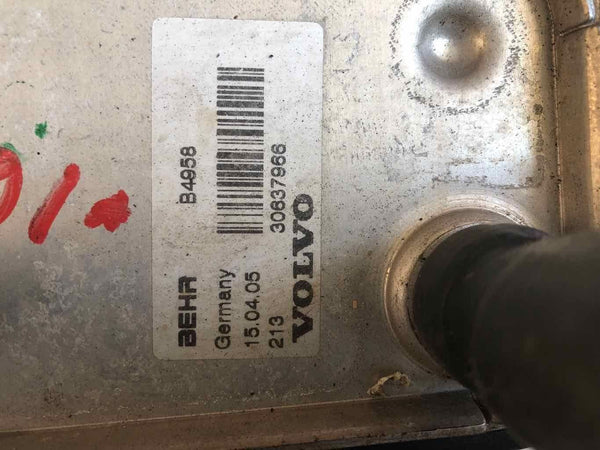 BEHR B4958
Germany
15.04.05
213 30637966
VOLVO